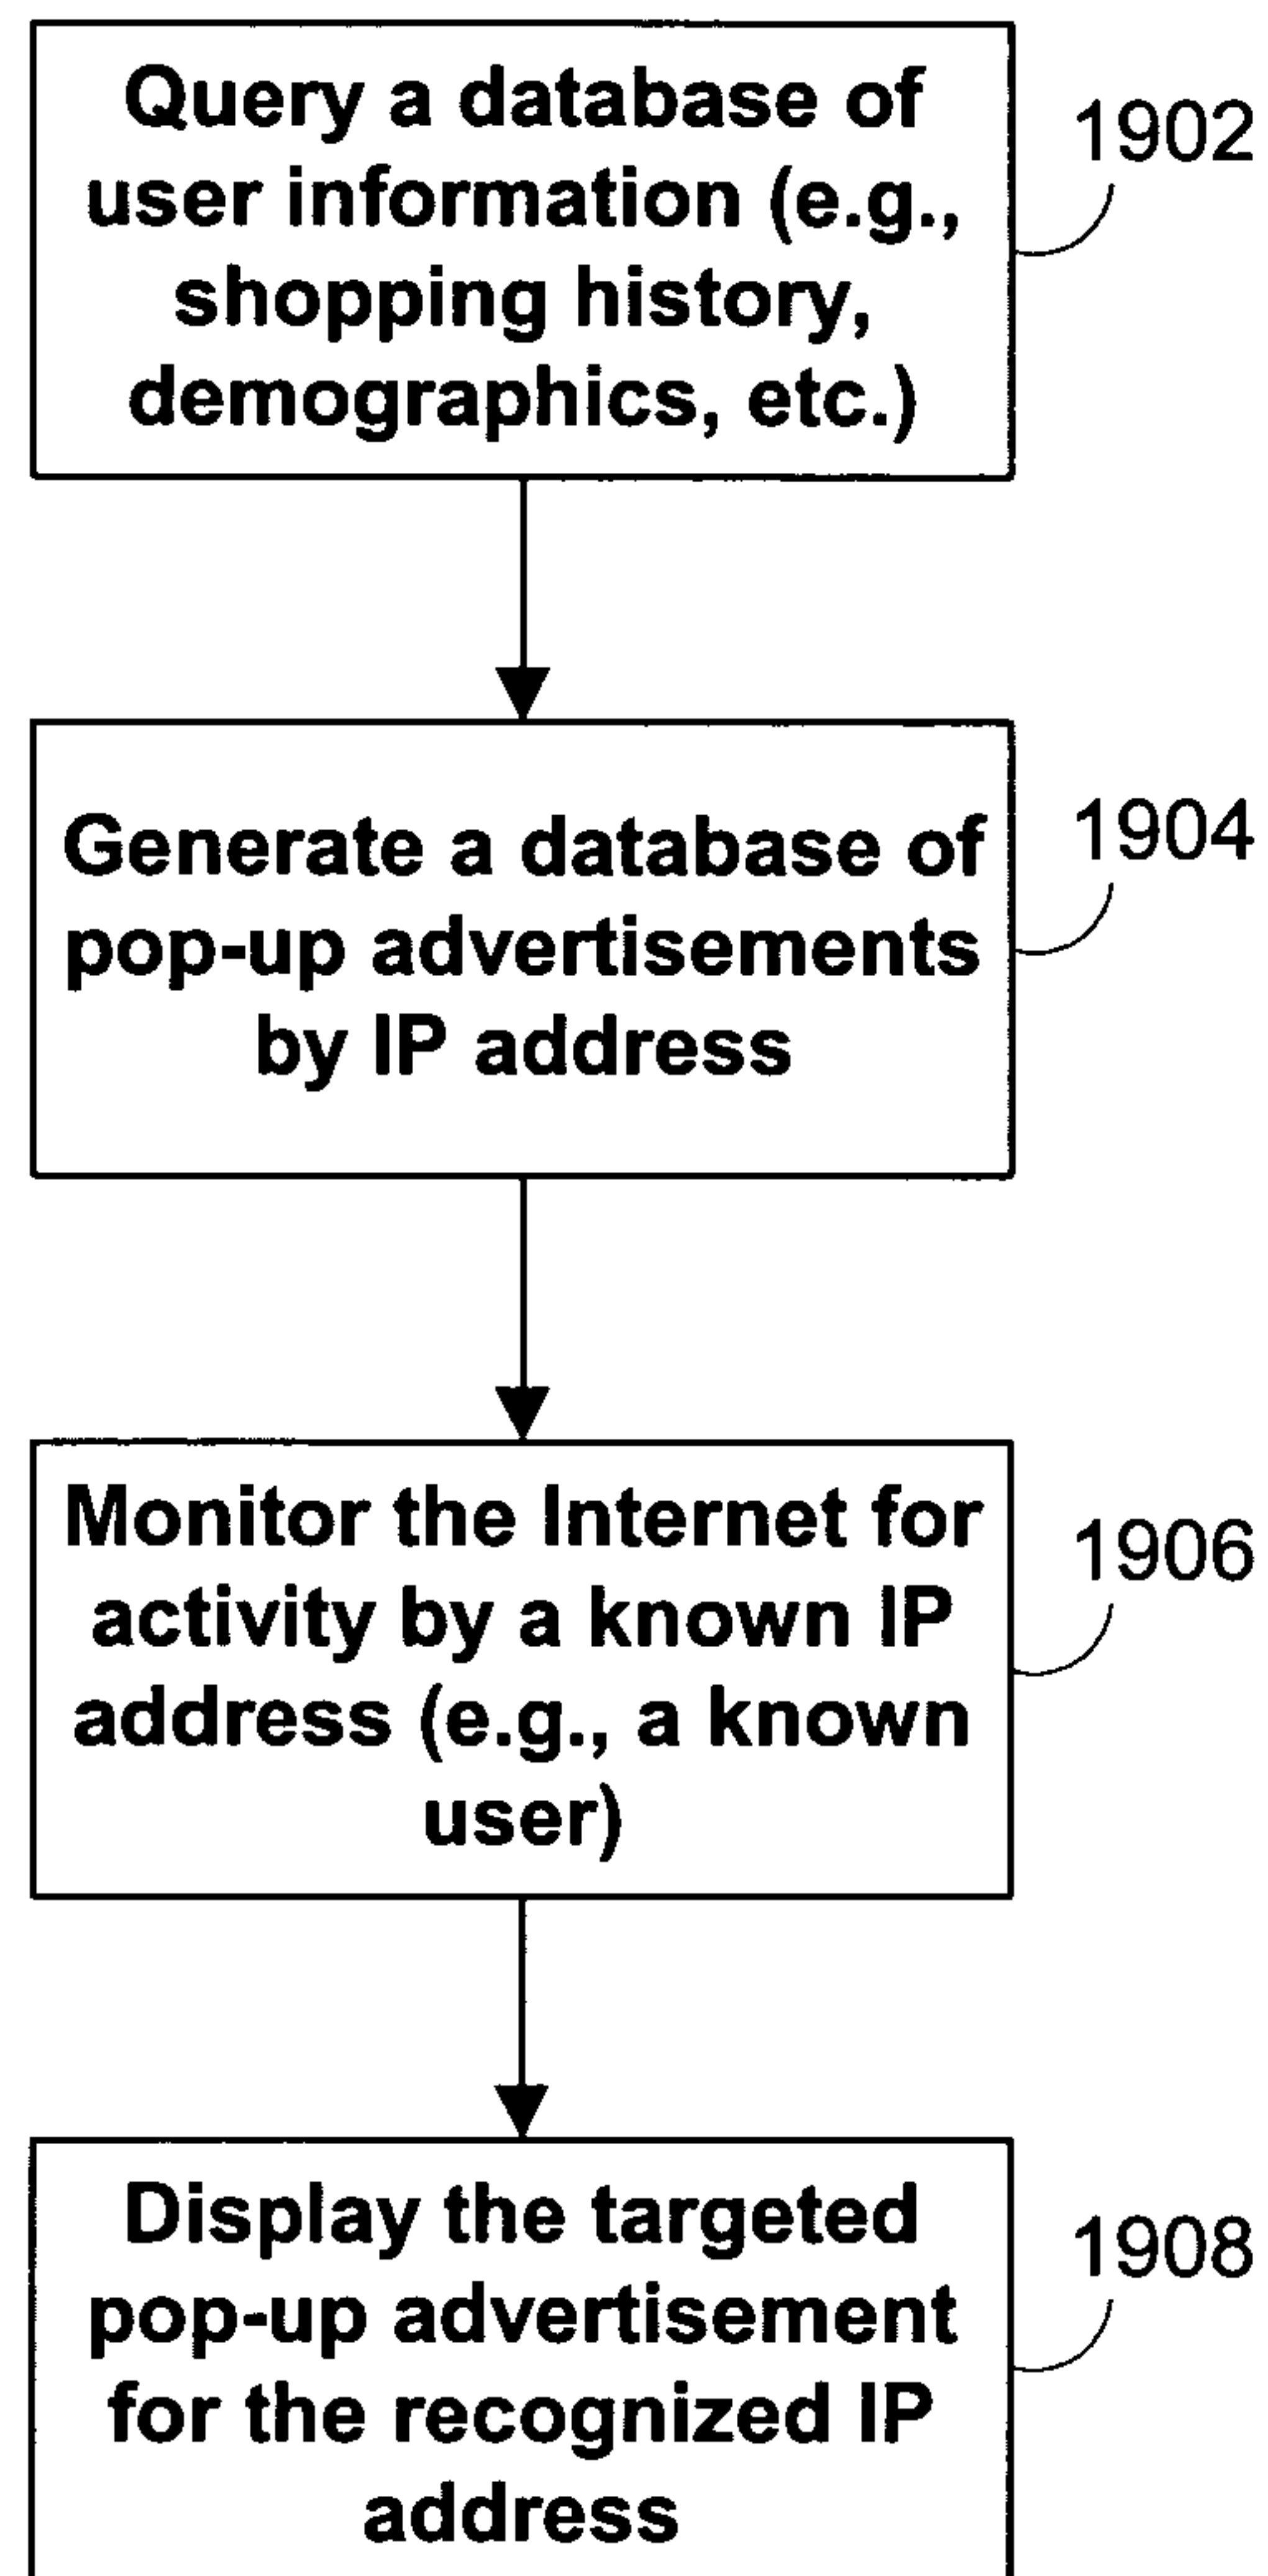 Query a database of
user information (e.g.,
shopping history,
demographics, etc.)
1902
Generate a database of
pop-up advertisements
by IP address
1904
Monitor the Internet for
activity by a known IP
address (e.g., a known
user)
1906
Display the targeted
pop-up advertisement
for the recognized IP
address
1908